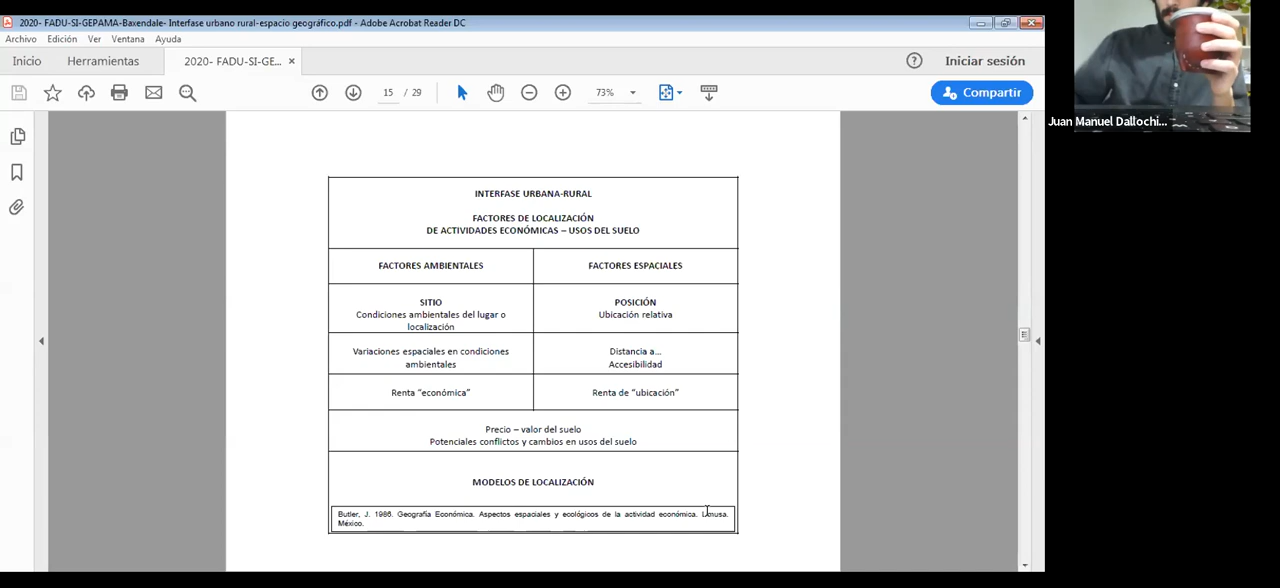 2020- FADU-SI-GEPAMA-Baxendale- Interfase urbano rural-espacio geográfico.pdf - Adobe Acrobat Reader DC
Archivo Edición Ver Ventana Ayuda
Inicio Herramientas 2020- FADU-SI-GE... × Iniciar sesión
15 / 29 73% Compartir
Juan Manuel Dallochi...
INTERFASE URBANA-RURAL
FACTORES DE LOCALIZACIÓN
DE ACTIVIDADES ECONÓMICAS – USOS DEL SUELO
FACTORES AMBIENTALES FACTORES ESPACIALES
SITIO POSICIÓN
Condiciones ambientales del lugar o Ubicación relativa
localización
Variaciones espaciales en condiciones Distancia a...
ambientales Accesibilidad
Renta “económica” Renta de “ubicación”
Precio – valor del suelo
Potenciales conflictos y cambios en usos del suelo
MODELOS DE LOCALIZACIÓN
Butler, J. 1986. Geografía Económica. Aspectos espaciales y ecológicos de la actividad económica. Limusa.
México.